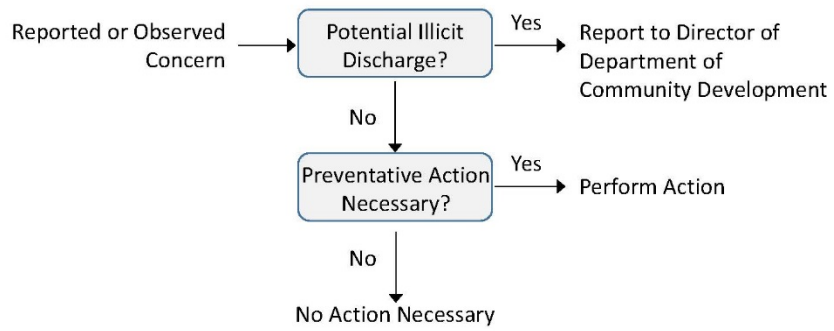 Reported or Observed
Concern
Potential Illicit
Discharge?
Yes
Report to Director of
Department of
Community Development
No
Preventative Action
Necessary?
Yes
Perform Action
No
No Action Necessary